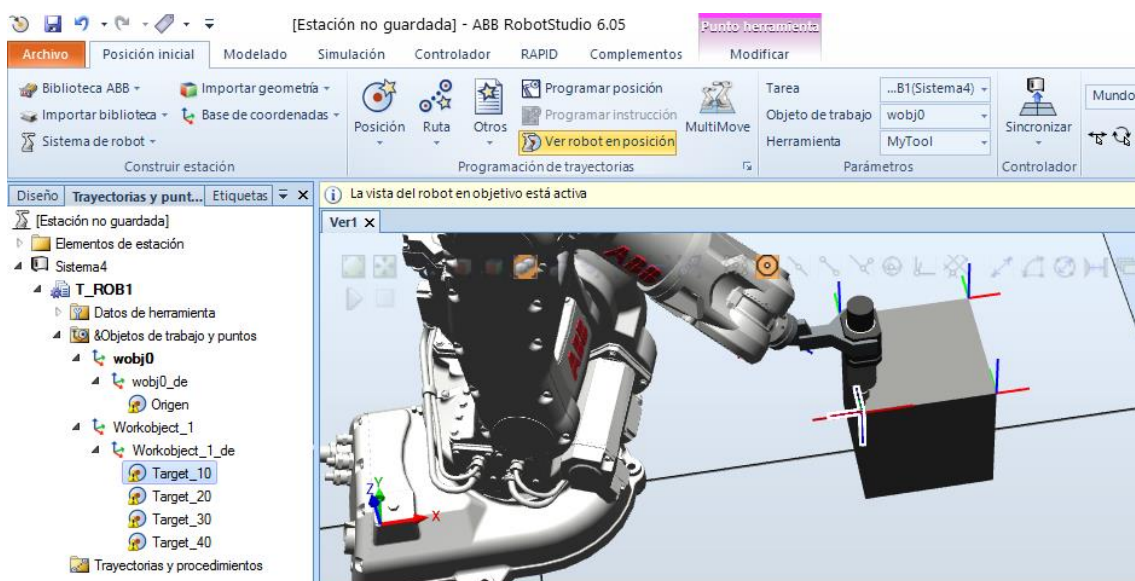 [Estación no guardada] - ABB RobotStudio 6.05
Punto herramienta
Archivo Posición inicial Modelado Simulación Controlador RAPID Complementos Modificar
Biblioteca ABB
Importar biblioteca
Sistema de robot
Importar geometría
Base de coordenadas
Construir estación
Posición
Ruta
Otros
Programar posición
Programar instrucción
Ver robot en posición
MultiMove
Programación de trayectorias
Tarea ...B1(Sistema4)
Objeto de trabajo wobj0
Herramienta MyTool
Parámetros
Sincronizar
Controlador
Mundo
Diseño Trayectorias y punt... Etiquetas
La vista del robot en objetivo está activa
Ver1
[Estación no guardada]
Elementos de estación
Sistema4
T_ROB1
Datos de herramienta
&Objetos de trabajo y puntos
wobj0
wobj0_de
Origen
Workobject_1
Workobject_1_de
Target_10
Target_20
Target_30
Target_40
Trayectorias y procedimientos
ABB
ABB
Z
Y
X